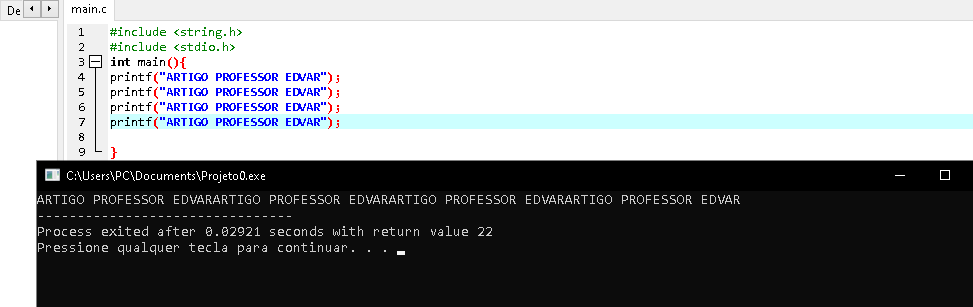 De
main.c
1 #include <string.h>
2 #include <stdio.h>
3 int main(){
4 printf("ARTIGO PROFESSOR EDVAR");
5 printf("ARTIGO PROFESSOR EDVAR");
6 printf("ARTIGO PROFESSOR EDVAR");
7 printf("ARTIGO PROFESSOR EDVAR");
8
9 }
C:\Users\PC\Documents\Projeto0.exe
ARTIGO PROFESSOR EDVARARTIGO PROFESSOR EDVARARTIGO PROFESSOR EDVARARTIGO PROFESSOR EDVAR
--------------------------------
Process exited after 0.02921 seconds with return value 22
Pressione qualquer tecla para continuar. . .